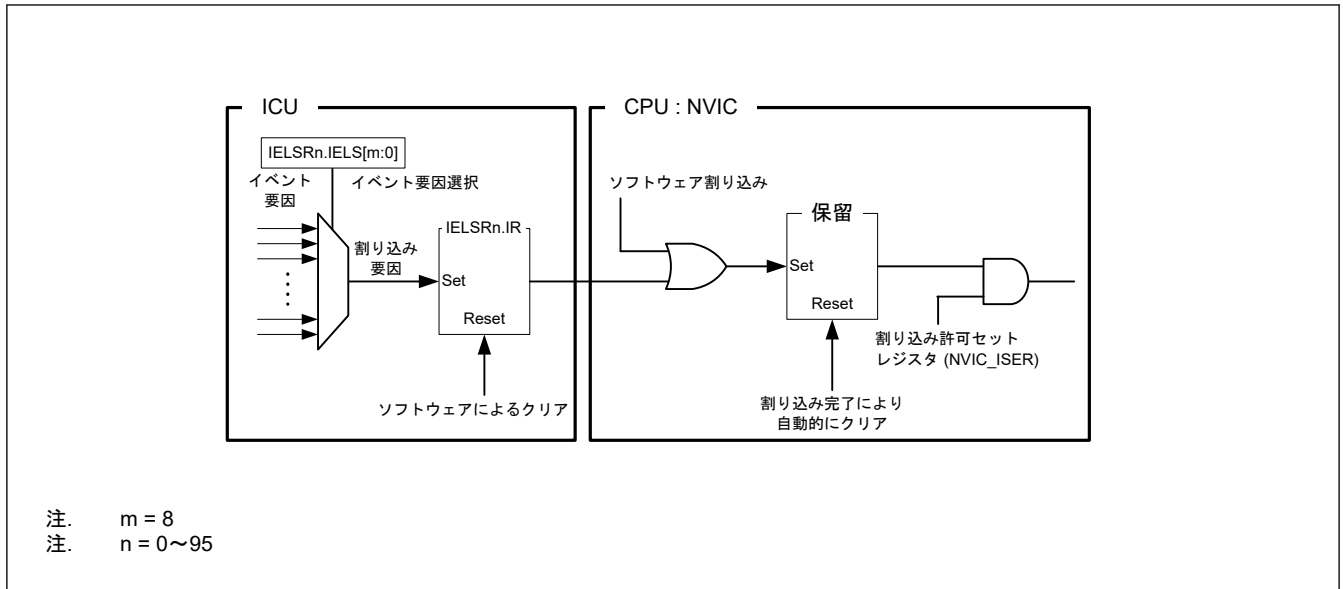 ICU
CPU : NVIC
IELSRn.IELS[m:0]
イベント
要因
イベント要因選択
割り込み
要因
IELSRn.IR
Set
Reset
ソフトウェアによるクリア
ソフトウェア割り込み
保留
Set
Reset
割り込み許可セット
レジスタ (NVIC_ISER)
割り込み完了により
自動的にクリア
注. m = 8
注. n = 0～95